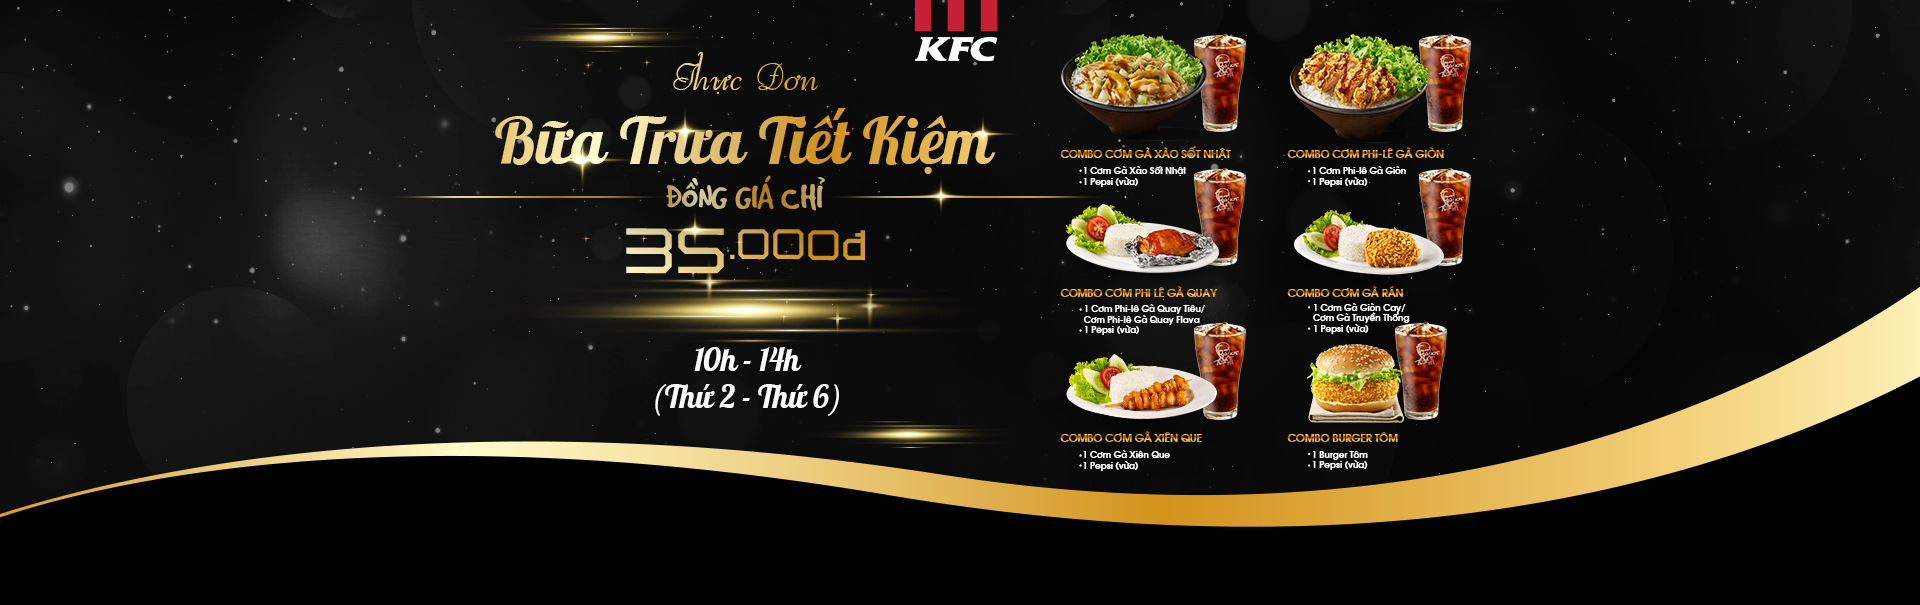 KFC
Thực Đơn
Bữa Trưa Tiết Kiệm
ĐỒNG GIÁ CHỈ
35.000đ
10h - 14h
(Thứ 2 - Thứ 6)
COMBO CƠM GÀ XÀO SỐT NHẬT
• 1 Cơm Gà Xào Sốt Nhật
• 1 Pepsi (vừa)
COMBO CƠM PHI-LÊ GÀ GIÒN
• 1 Cơm Phi-lê Gà Giòn
• 1 Pepsi (vừa)
COMBO CƠM PHI LÊ GÀ QUAY
• 1 Cơm Phi-lê Gà Quay Tiêu/
Cơm Phi-lê Gà Quay Flava
• 1 Pépsi (vừa)
COMBO CƠM GÀ RÁN
• 1 Cơm Gà Giòn Cay/
Cơm Gà Truyền Thống
• 1 Pepsi (vừa)
COMBO CƠM GÀ XIÊN QUE
• 1 Cơm Gà Xiên Que
• 1 Pepsi (vừa)
COMBO BURGER TÔM
• 1 Burger Tôm
• 1 Pepsi (vừa)